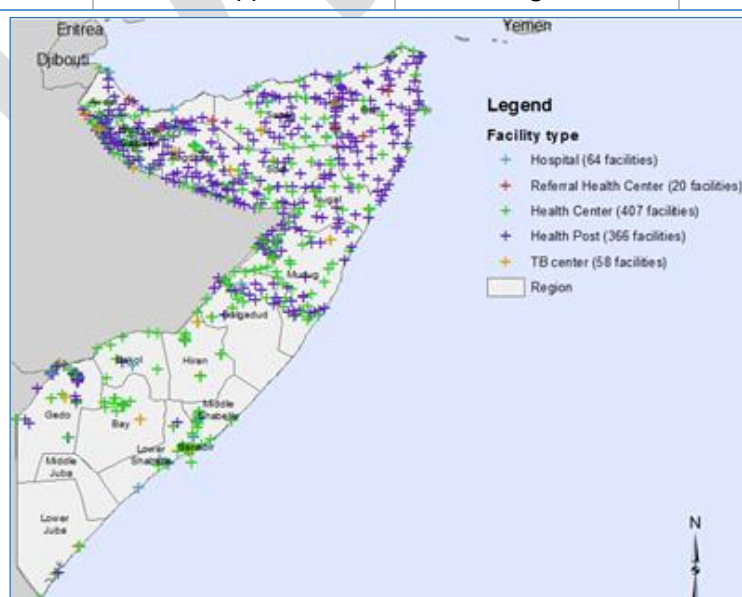 Eritrea
Yemen
Djibouti
Legend
Facility type
Hospital (64 facilities)
Referral Health Center (20 facilities)
Health Center (407 facilities)
Health Post (366 facilities)
TB center (58 facilities)
Region
Sool
Nugal
Mudug
Galgadud
Bakol
Hiran
Gedo
Bay
Middle
Shabelle
Lower
Shabelle
Banadir
Middle
Juba
Lower
Juba
N